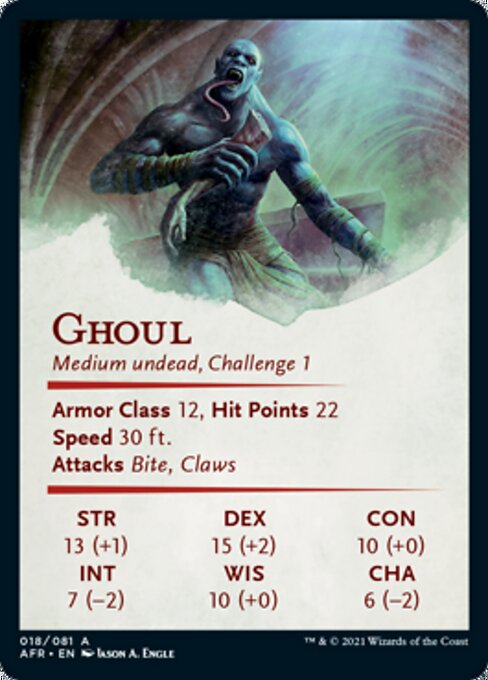 Ghoul
Medium undead, Challenge 1
Armor Class 12, Hit Points 22
Speed 30 ft.
Attacks Bite, Claws
STR DEX CON
13 (+1) 15 (+2) 10 (+0)
INT WIS CHA
7 (−2) 10 (+0) 6 (−2)
018/081 A ™ & © 2021 Wizards of the Coast
AFR • EN Jason A. Engle